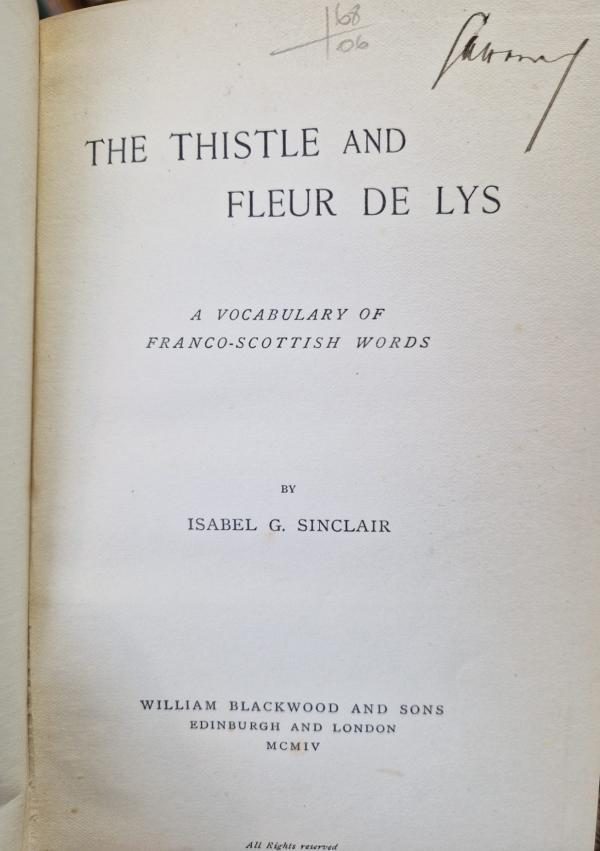 68
06
THE THISTLE AND
FLEUR DE LYS
A VOCABULARY OF
FRANCO-SCOTTISH WORDS
BY
ISABEL G. SINCLAIR
WILLIAM BLACKWOOD AND SONS
EDINBURGH AND LONDON
MCMIV
All Rights reserved